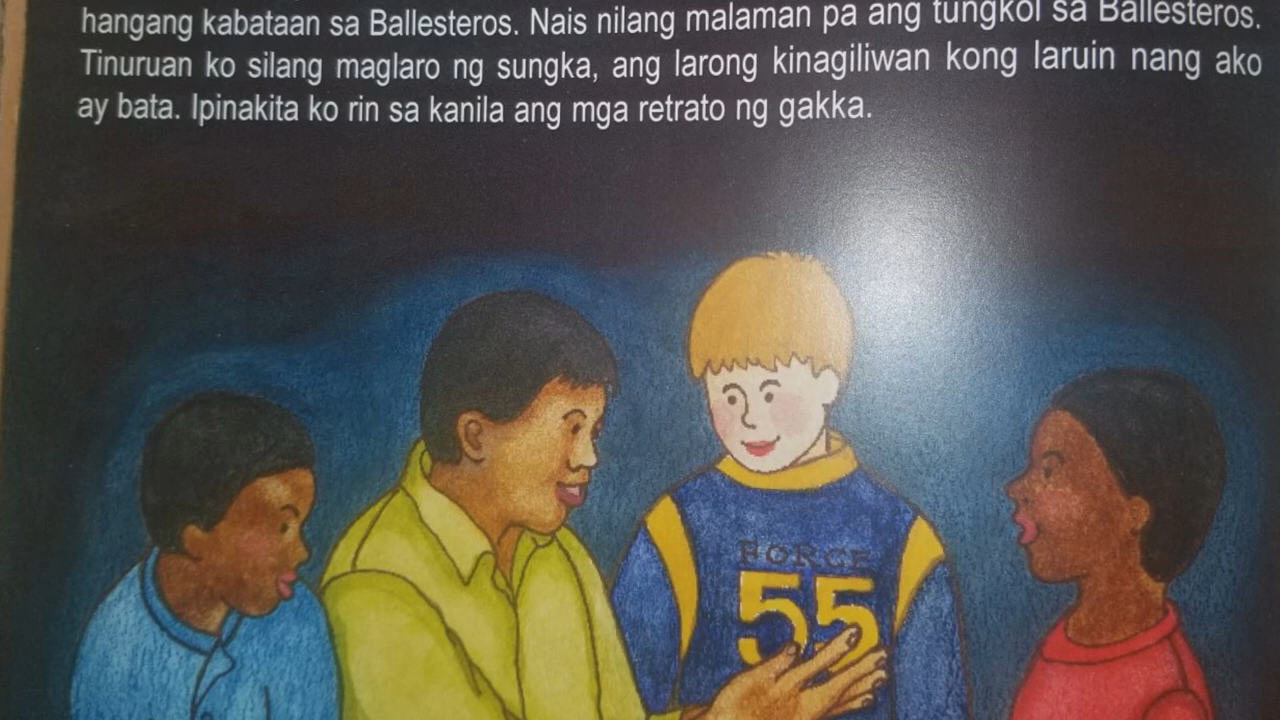 hangang kabataan sa Ballesteros. Nais nilang malaman pa ang tungkol sa Ballesteros.
Tinuruan ko silang maglaro ng sungka, ang larong kinagiliwan kong laruin nang ako
ay bata. Ipinakita ko rin sa kanila ang mga retrato ng gakka.
BORGE
55